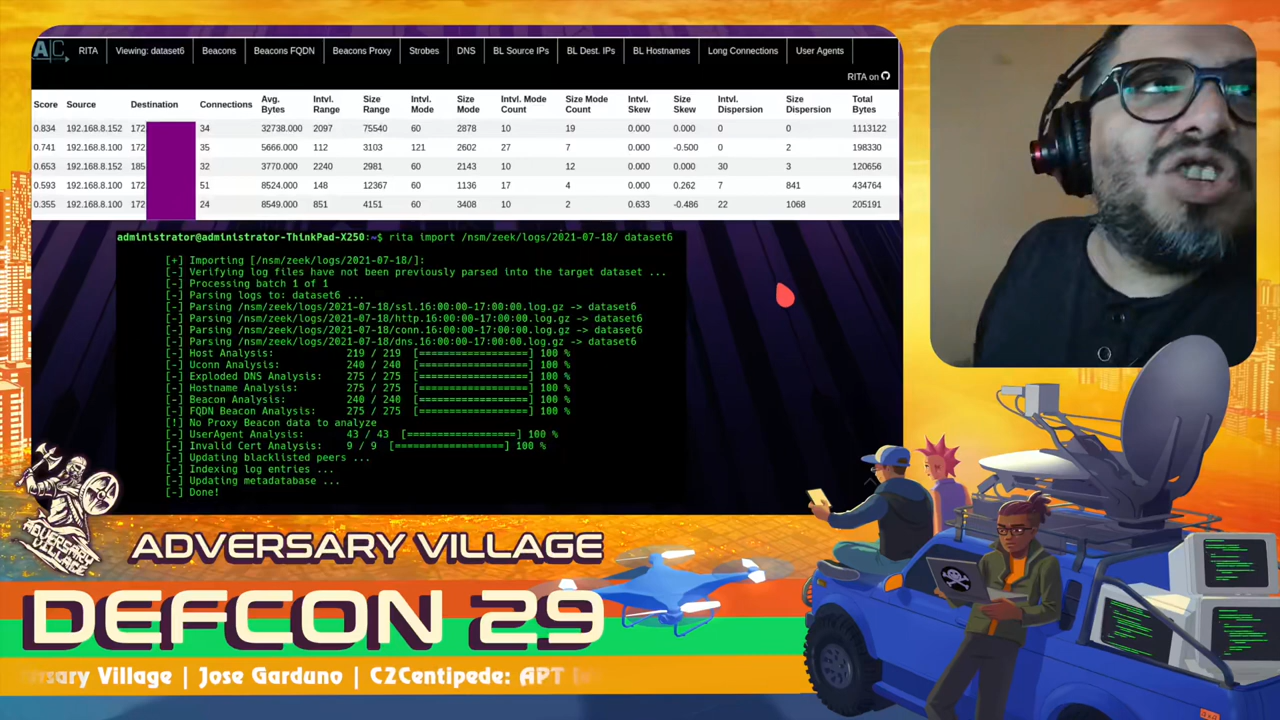 RITA Viewing: dataset6 Beacons Beacons FQDN Beacons Proxy Strobes DNS BL Source IPs BL Dest. IPs BL Hostnames Long Connections User Agents
RITA on
Score Source Destination Connections Avg. Bytes Intvl. Range Size Range Intvl. Mode Size Mode Intvl. Mode Count Size Mode Count Intvl. Skew Size Skew Intvl. Dispersion Size Dispersion Total Bytes
0.834 192.168.8.152 172 34 32738.000 2097 75540 60 2878 10 19 0.000 0.000 0 0 1113122
0.741 192.168.8.100 172 35 5666.000 112 3103 121 2602 27 7 0.000 -0.500 0 2 198330
0.653 192.168.8.152 185 32 3770.000 2240 2981 60 2143 10 12 0.000 0.000 30 3 120656
0.593 192.168.8.100 172 51 8524.000 148 12367 60 1136 17 4 0.000 0.262 7 841 434764
0.355 192.168.8.100 172 24 8549.000 851 4151 60 3408 10 2 0.633 -0.486 22 1068 205191
administrator@administrator-ThinkPad-X250:~$ rita import /nsm/zeek/logs/2021-07-18/ dataset6
[+] Importing [/nsm/zeek/logs/2021-07-18/]:
[-] Verifying log files have not been previously parsed into the target dataset ...
[-] Processing batch 1 of 1
[-] Parsing logs to: dataset6 ...
[-] Parsing /nsm/zeek/logs/2021-07-18/ssl.16:00:00-17:00:00.log.gz -> dataset6
[-] Parsing /nsm/zeek/logs/2021-07-18/http.16:00:00-17:00:00.log.gz -> dataset6
[-] Parsing /nsm/zeek/logs/2021-07-18/conn.16:00:00-17:00:00.log.gz -> dataset6
[-] Parsing /nsm/zeek/logs/2021-07-18/dns.16:00:00-17:00:00.log.gz -> dataset6
[-] Host Analysis: 219 / 219 [==================] 100 %
[-] Uconn Analysis: 240 / 240 [==================] 100 %
[-] Exploded DNS Analysis: 275 / 275 [==================] 100 %
[-] Hostname Analysis: 275 / 275 [==================] 100 %
[-] Beacon Analysis: 240 / 240 [==================] 100 %
[-] FQDN Beacon Analysis: 275 / 275 [==================] 100 %
[!] No Proxy Beacon data to analyze
[-] UserAgent Analysis: 43 / 43 [==================] 100 %
[-] Invalid Cert Analysis: 9 / 9 [==================] 100 %
[-] Updating blacklisted peers ...
[-] Indexing log entries ...
[-] Updating metadatabase ...
[-] Done!
ADVERSARY VILLAGE
ADVERSARY VILLAGE
DEFCON 29
rsary Village | Jose Garduno | C2Centipede: APT